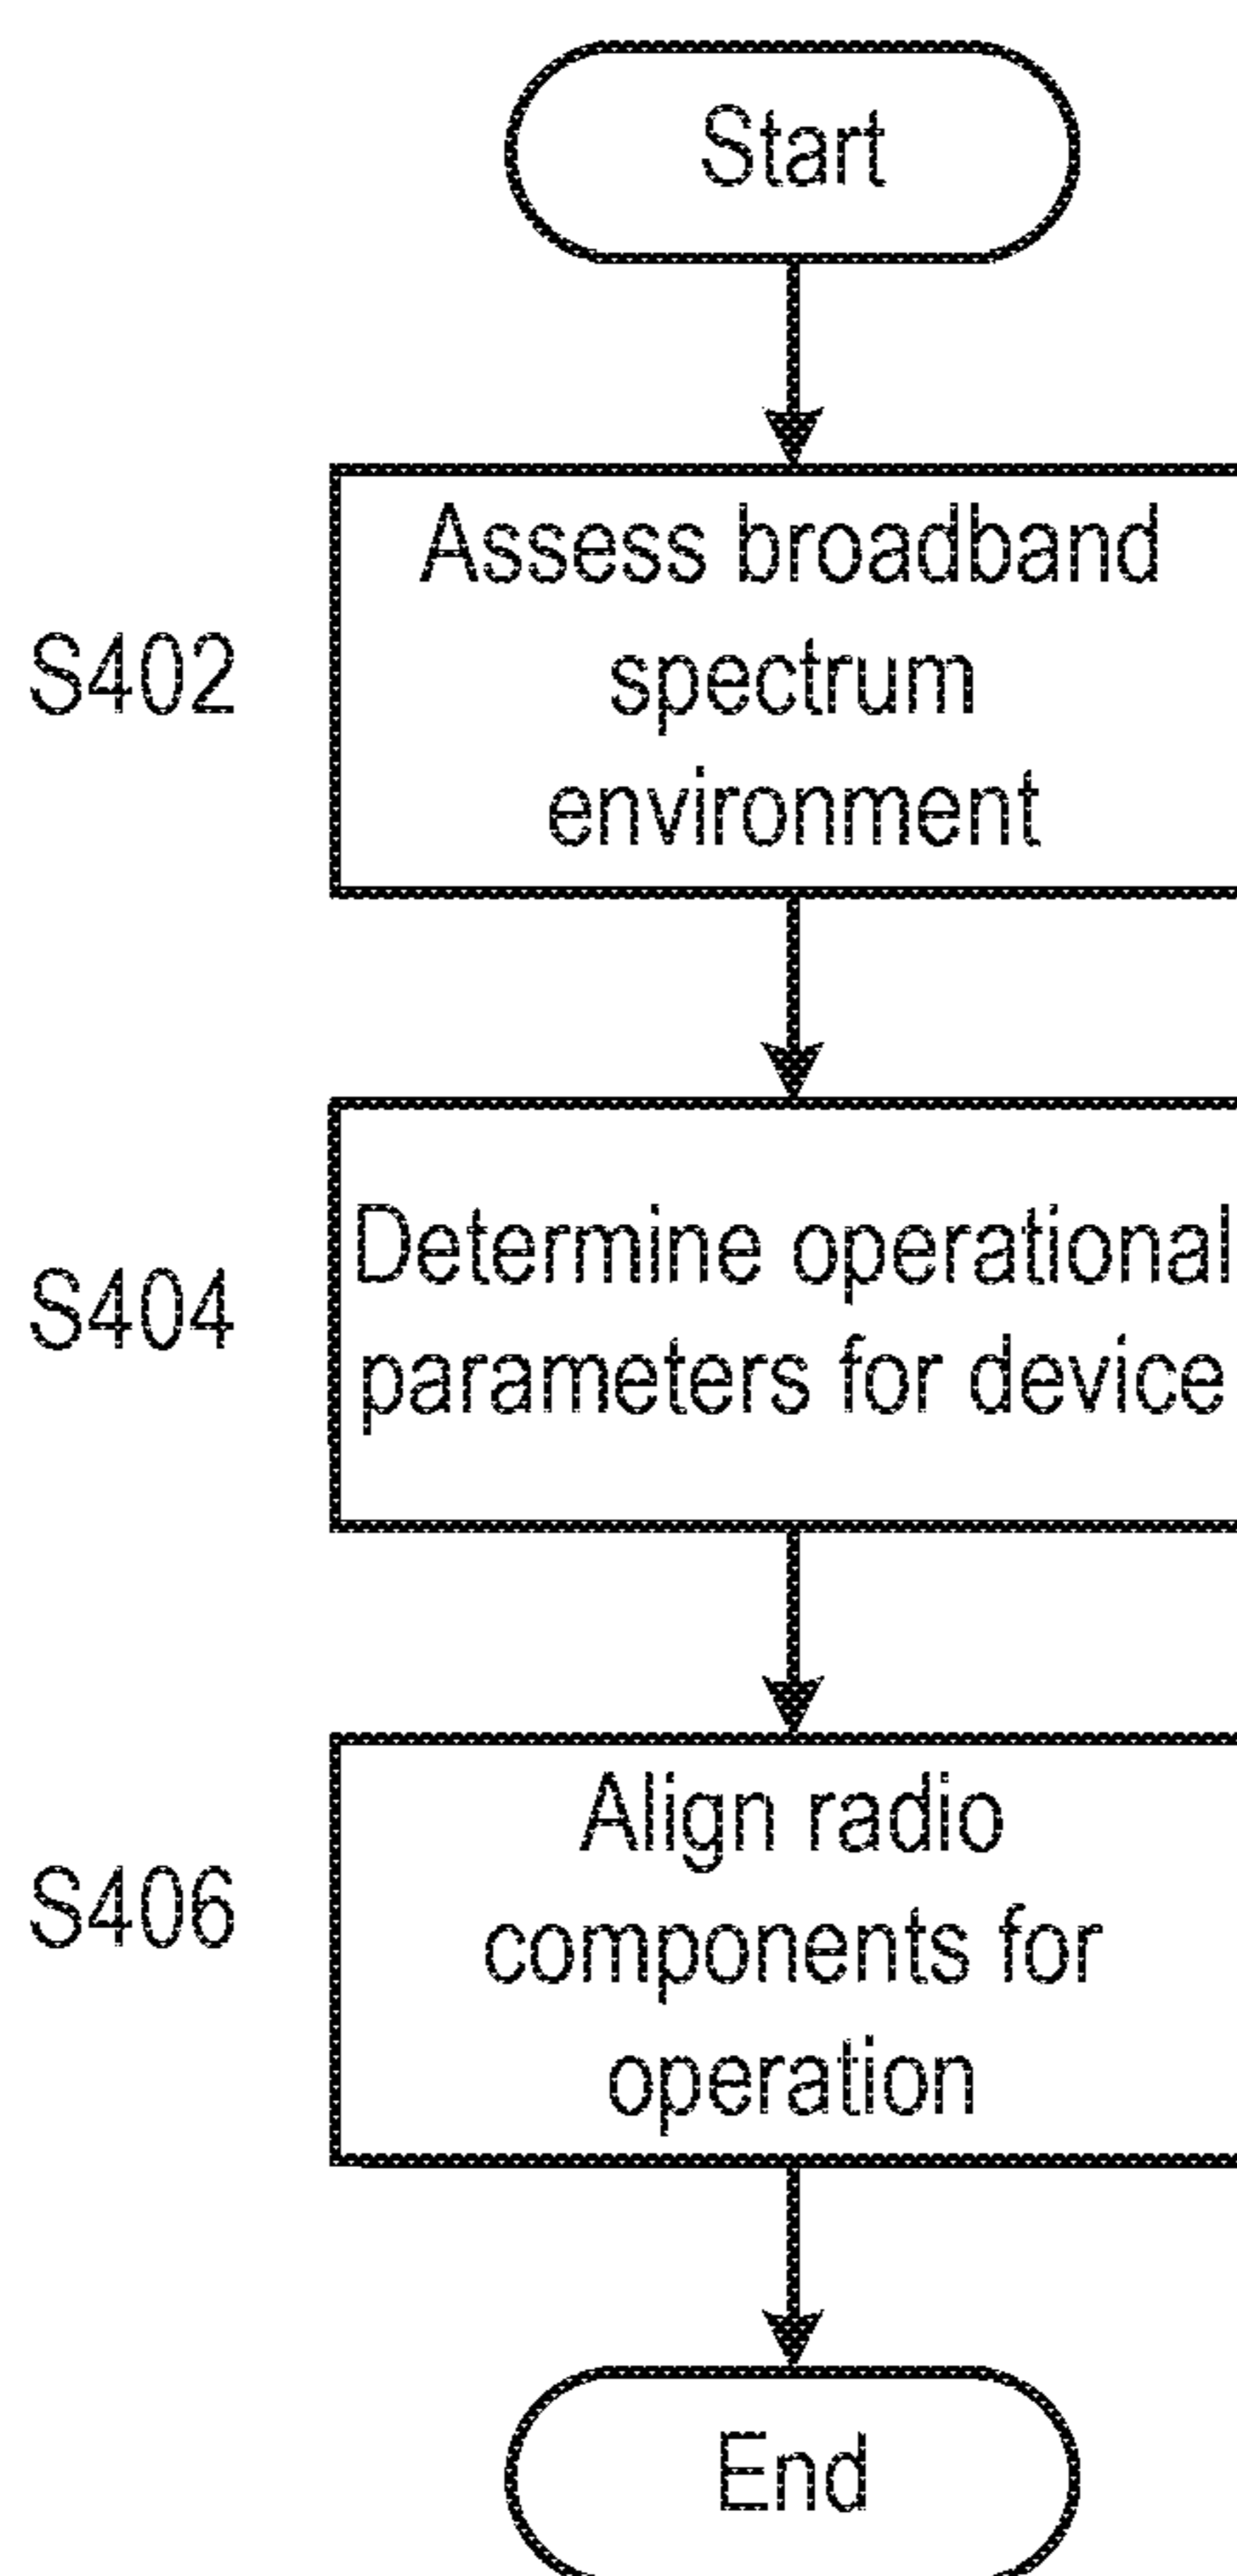 Start
Assess broadband
S402
spectrum
environment
Determine operational
S404
parameters for device
Align radio
S406
components for
operation
End